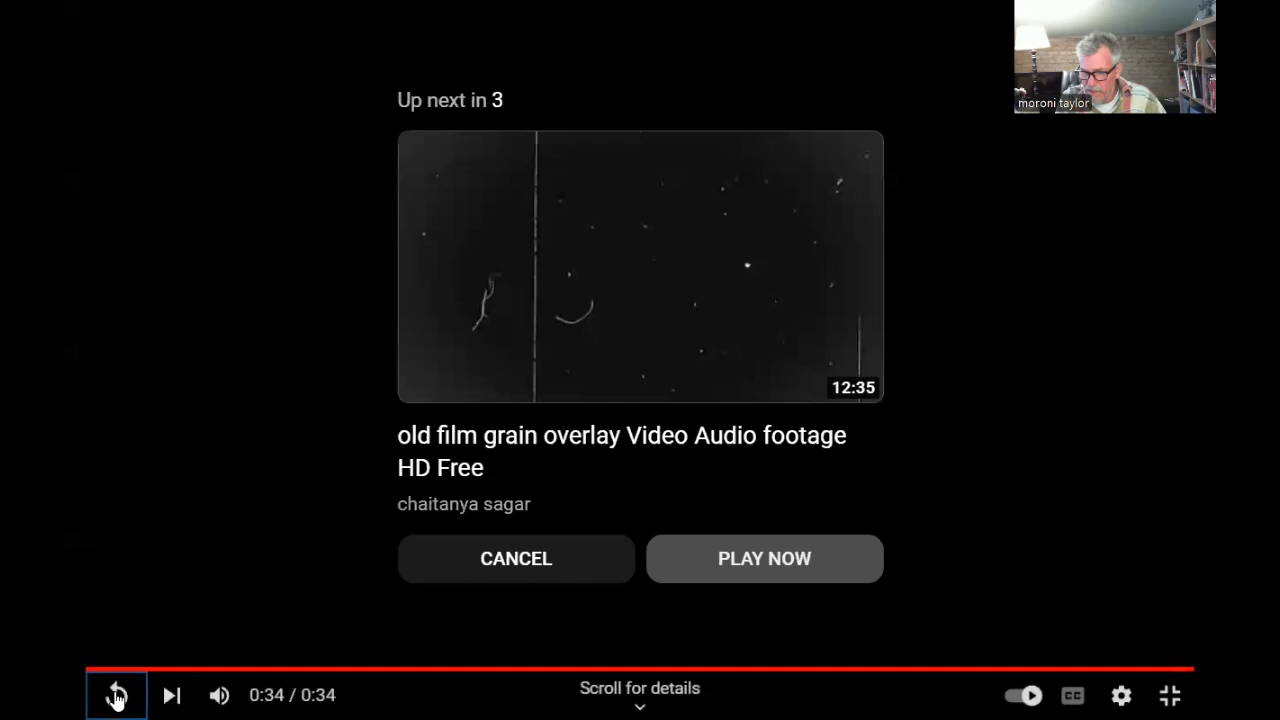 moroni taylor
Up next in 3
12:35
old film grain overlay Video Audio footage
HD Free
chaitanya sagar
CANCEL
PLAY NOW
0:34 / 0:34
Scroll for details
CC